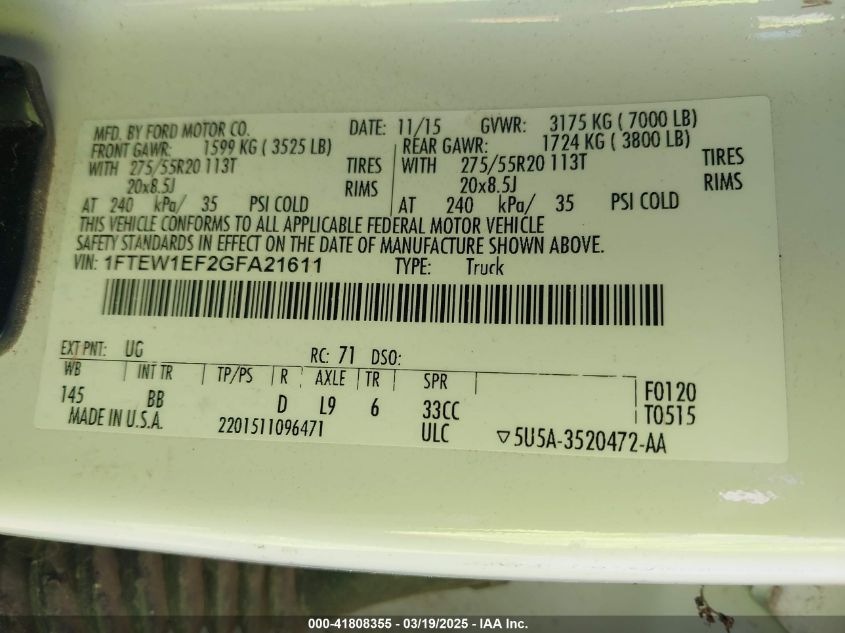 MFD. BY FORD MOTOR CO. DATE: 11/15 GVWR: 3175 KG ( 7000 LB)
FRONT GAWR: 1599 KG ( 3525 LB) REAR GAWR: 1724 KG ( 3800 LB)
WITH 275/55R20 113T TIRES WITH 275/55R20 113T TIRES
20x8.5J RIMS 20x8.5J RIMS
AT 240 kPa/ 35 PSI COLD AT 240 kPa/ 35 PSI COLD
THIS VEHICLE CONFORMS TO ALL APPLICABLE FEDERAL MOTOR VEHICLE
SAFETY STANDARDS IN EFFECT ON THE DATE OF MANUFACTURE SHOWN ABOVE.
VIN: 1FTEW1EF2GFA21611 TYPE: Truck
EXT PNT: UG RC: 71 DSO:
WB INT TR TP/PS R AXLE TR SPR
145 BB D L9 6 33CC F0120
MADE IN U.S.A. 2201511096471 ULC ▽5U5A-3520472-AA T0515
000-41808355 - 03/19/2025 - IAA Inc.